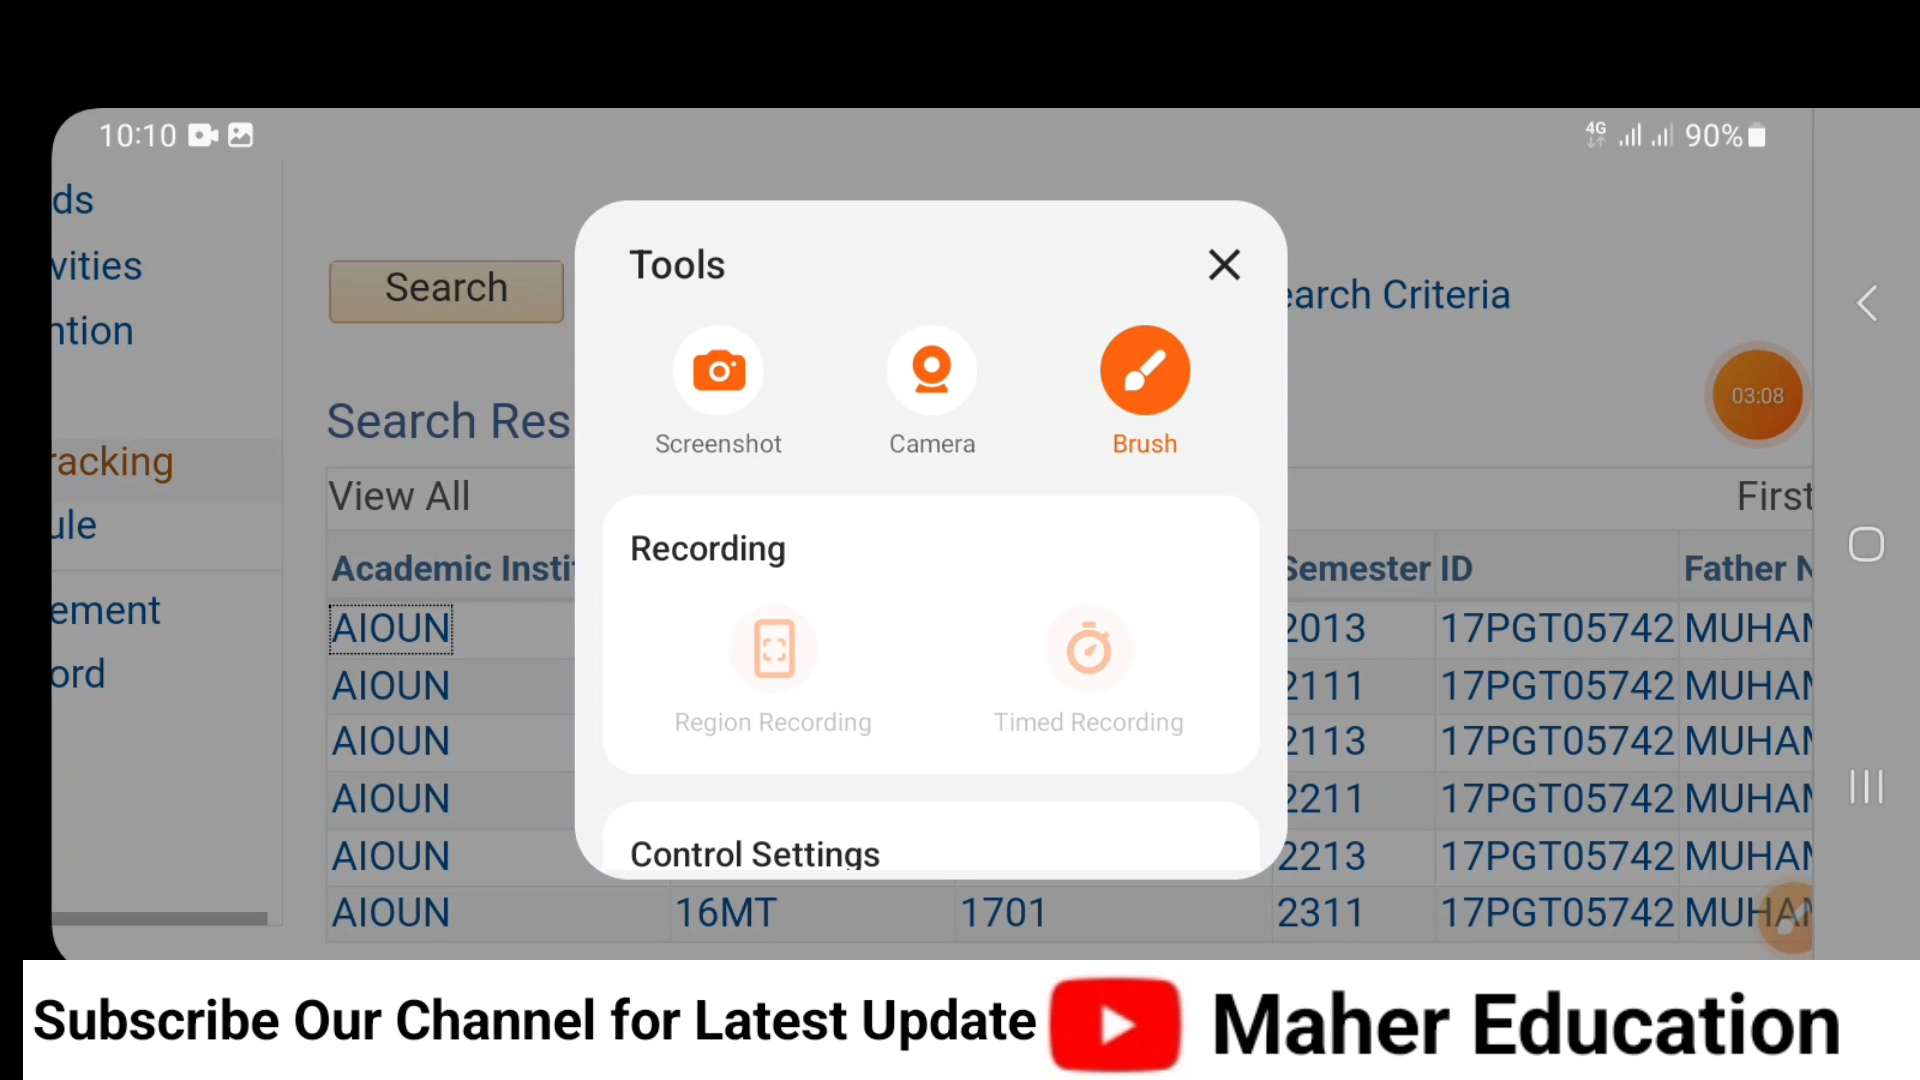 10:10
4G 90%
ds
vities
ntion
racking
ule
ement
ord
Search
earch Criteria
Search Res
View All
First
Academic Instit
Semester ID Father N
AIOUN 2013 17PGT05742 MUHAM
AIOUN 2111 17PGT05742 MUHAM
AIOUN 2113 17PGT05742 MUHAM
AIOUN 2211 17PGT05742 MUHAM
AIOUN 2213 17PGT05742 MUHAM
AIOUN 16MT 1701 2311 17PGT05742 MUHAM
Tools
Screenshot Camera Brush
Recording
Region Recording Timed Recording
Control Settings
03:08
Subscribe Our Channel for Latest Update Maher Education